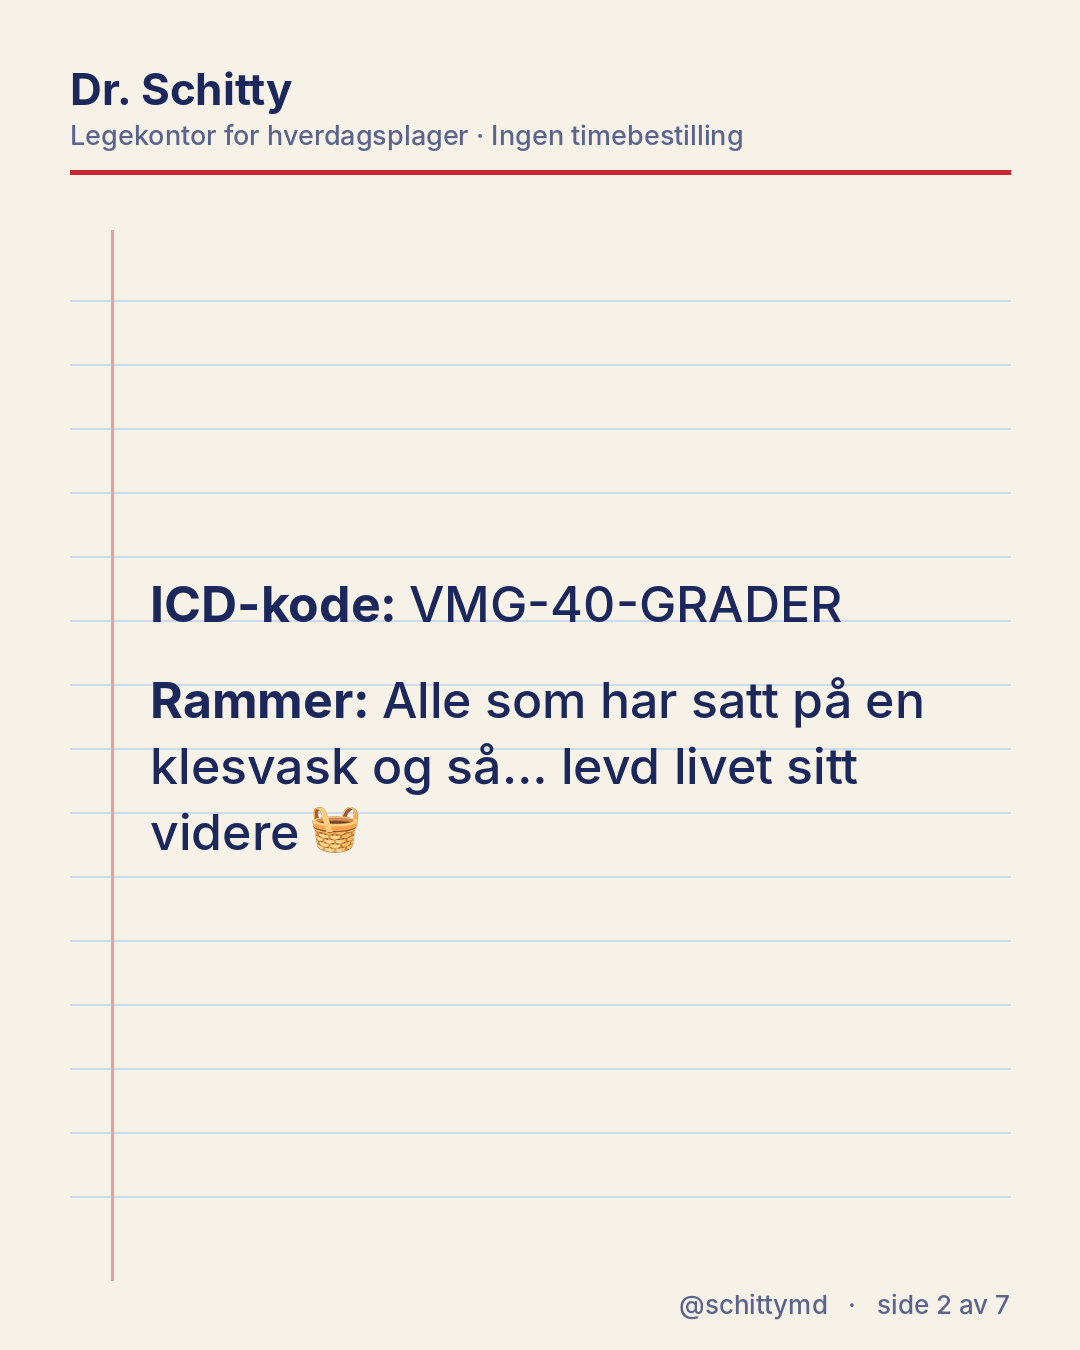 Dr. Schitty
Legekontor for hverdagsplager · Ingen timebestilling
ICD-kode: VMG-40-GRADER
Rammer: Alle som har satt på en
klesvask og så... levd livet sitt
videre 🧺
@schittymd · side 2 av 7